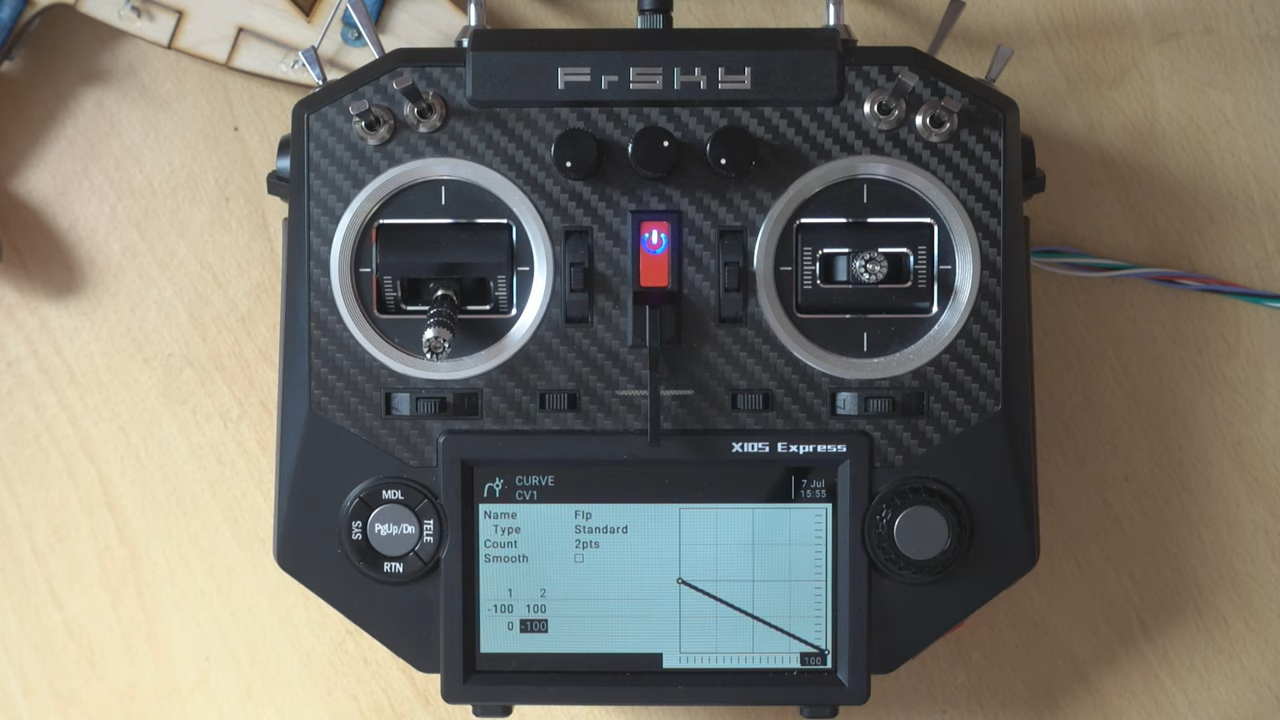 FrSKY
X10S Express
MDL
SYS
PgUp/Dn
TELE
RTN
CURVE
CV1
7 Jul
15:55
Name Flp
Type Standard
Count 2pts
Smooth
1 2
-100 100
0 -100
100